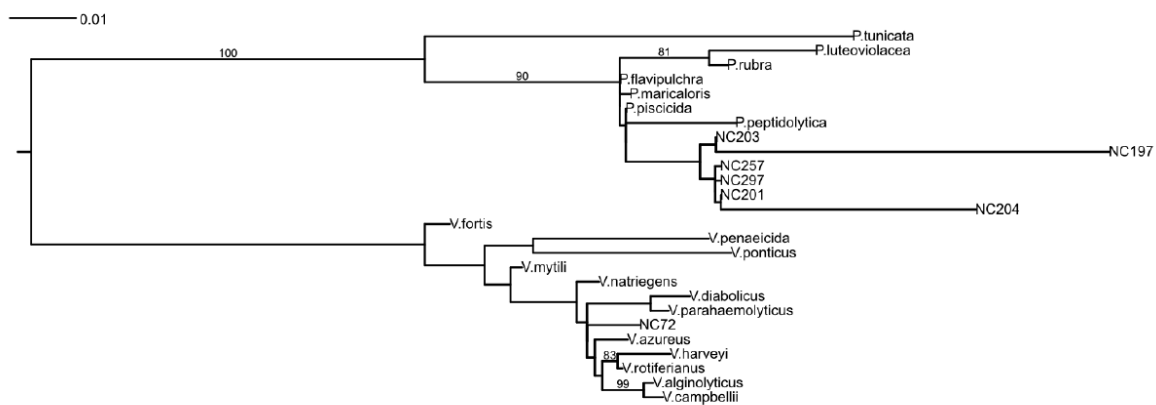 0.01
P.tunicata
P.luteoviolacea
81
100
P.rubra
90
P.flavipulchra
P.maricaloris
P.piscicida
P.peptidolytica
NC203
NC197
NC257
NC297
NC201
NC204
V.fortis
V.penaeicida
V.ponticus
V.mytili
V.natriegens
V.diabolicus
V.parahaemolyticus
NC72
V.azureus
83
V.harveyi
V.rotiferianus
99
V.alginolyticus
V.campbellii